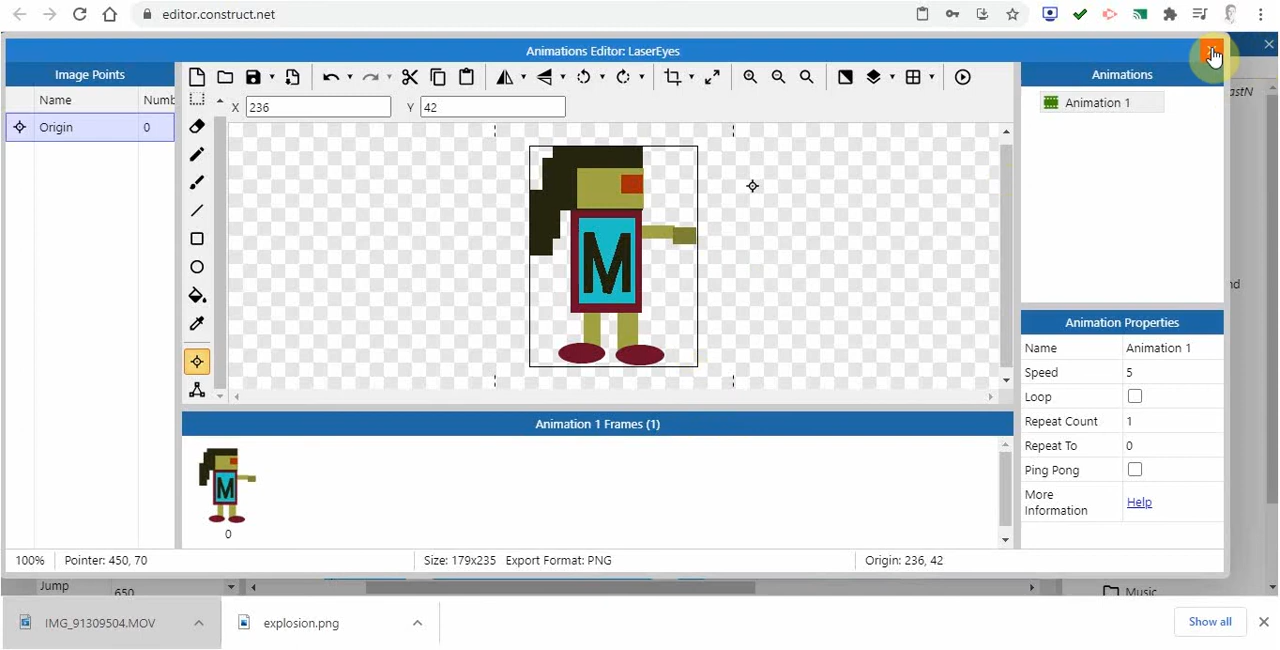 editor.construct.net
Animations Editor: LaserEyes
Image Points
Name Numb
Origin 0
X 236 Y 42
M
Animations
Animation 1
astN
nd
Animation Properties
Name Animation 1
Speed 5
Loop
Repeat Count 1
Repeat To 0
Ping Pong
More
Information Help
Animation 1 Frames (1)
M
0
100% Pointer: 450, 70 Size: 179x235 Export Format: PNG Origin: 236, 42
Jump 650
Music
IMG_91309504.MOV explosion.png Show all